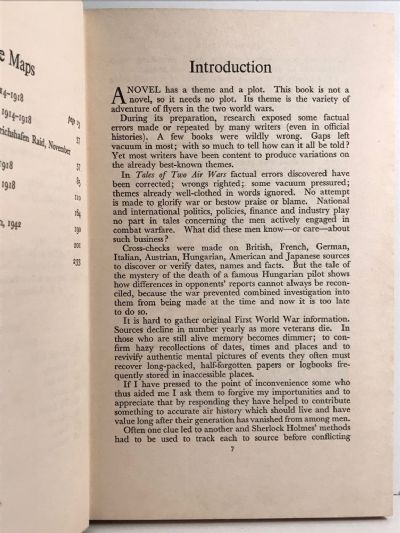 e Maps
14-1918
1914-1918
page 23
richshafen Raid, November
57
1918
57
1918
85
110
184
n, 1942
192
201
233
Introduction
A NOVEL has a theme and a plot. This book is not a
novel, so it needs no plot. Its theme is the variety of
adventure of flyers in the two world wars.
During its preparation, research exposed some factual
errors made or repeated by many writers (even in official
histories). A few books were wildly wrong. Gaps left
vacuum in most; with so much to tell how can it all be told?
Yet most writers have been content to produce variations on
the already best-known themes.
In Tales of Two Air Wars factual errors discovered have
been corrected; wrongs righted; some vacuum pressured;
themes already well-clothed in words ignored. No attempt
is made to glorify war or bestow praise or blame. National
and international politics, policies, finance and industry play
no part in tales concerning the men actively engaged in
combat warfare. What did these men know—or care—about
such business?
Cross-checks were made on British, French, German,
Italian, Austrian, Hungarian, American and Japanese sources
to discover or verify dates, names and facts. But the tale of
the mystery of the death of a famous Hungarian pilot shows
how differences in opponents' reports cannot always be recon-
ciled, because the war prevented combined investigation into
them from being made at the time and now it is too late
to do so.
It is hard to gather original First World War information.
Sources decline in number yearly as more veterans die. In
those who are still alive memory becomes dimmer; to con-
firm hazy recollections of dates, times and places and to
revivify authentic mental pictures of events they often must
recover long-packed, half-forgotten papers or logbooks fre-
quently stored in inaccessible places.
If I have pressed to the point of inconvenience some who
thus aided me I ask them to forgive my importunities and to
appreciate that by responding they have helped to contribute
something to accurate air history which should live and have
value long after their generation has vanished from among men.
Often one clue led to another and Sherlock Holmes' methods
had to be used to track each to source before conflicting
7